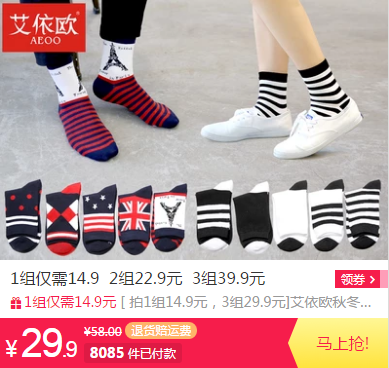 艾依欧
AEOO
1组仅需14.9 2组22.9元 3组39.9元
领券
1组仅需14.9元 [ 拍1组14.9元，3组29.9元]艾依欧秋冬...
¥29.9
¥58.00 退货赔运费
8085 件已付款
马上抢!